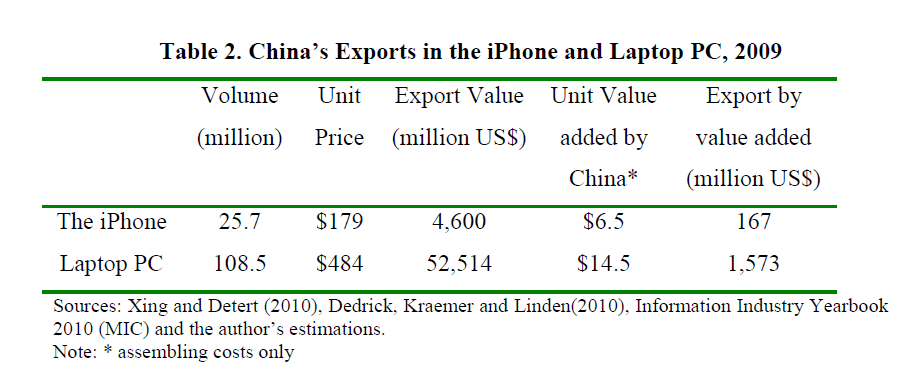 Table 2. China's Exports in the iPhone and Laptop PC, 2009
Volume Unit Export Value Unit Value Export by
(million) Price (million US$) added by value added
China* (million US$)
The iPhone 25.7 $179 4,600 $6.5 167
Laptop PC 108.5 $484 52,514 $14.5 1,573
Sources: Xing and Detert (2010), Dedrick, Kraemer and Linden(2010), Information Industry Yearbook
2010 (MIC) and the author's estimations.
Note: * assembling costs only